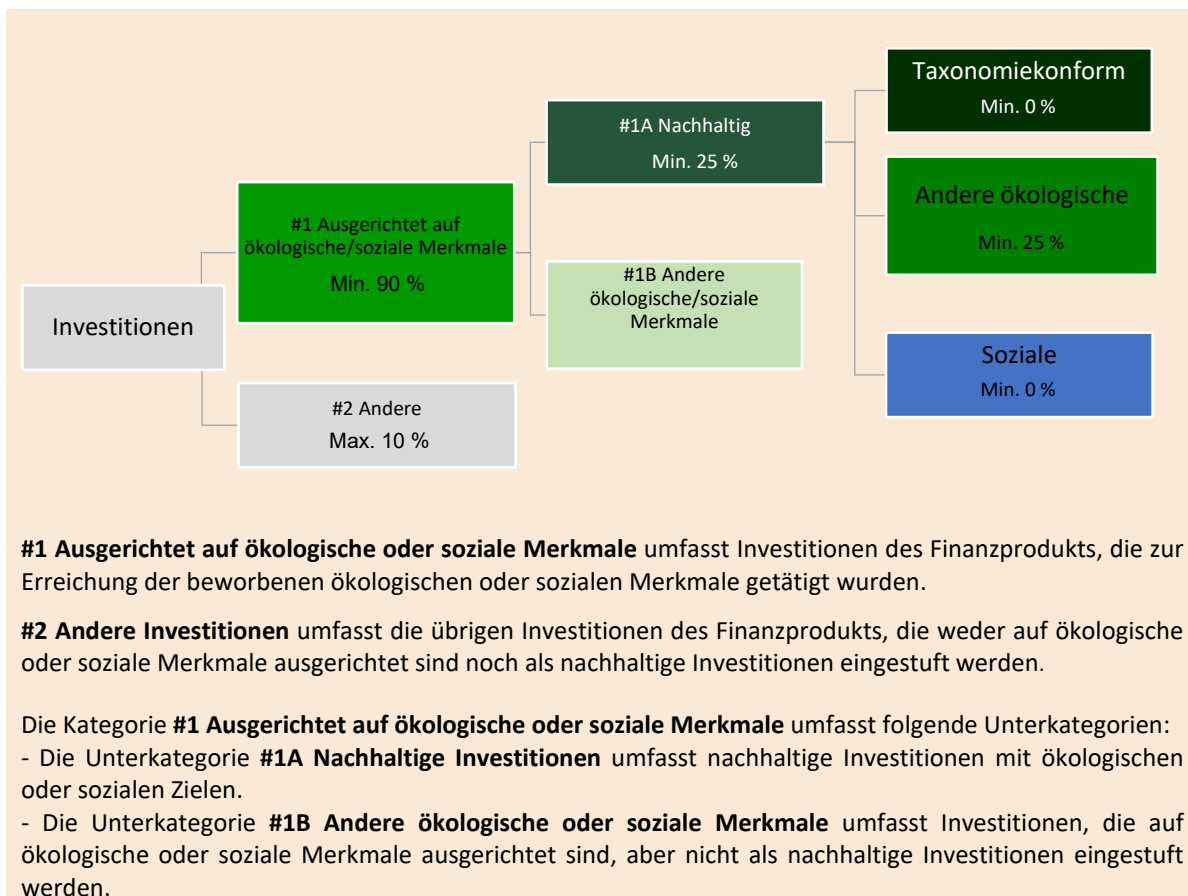 Investitionen
#1 Ausgerichtet auf
ökologische/soziale Merkmale
Min. 90 %
#2 Andere
Max. 10 %
#1A Nachhaltig
Min. 25 %
#1B Andere
ökologische/soziale
Merkmale
Taxonomiekonform
Min. 0 %
Andere ökologische
Min. 25 %
Soziale
Min. 0 %
#1 Ausgerichtet auf ökologische oder soziale Merkmale umfasst Investitionen des Finanzprodukts, die zur
Erreichung der beworbenen ökologischen oder sozialen Merkmale getätigt wurden.
#2 Andere Investitionen umfasst die übrigen Investitionen des Finanzprodukts, die weder auf ökologische
oder soziale Merkmale ausgerichtet sind noch als nachhaltige Investitionen eingestuft werden.
Die Kategorie #1 Ausgerichtet auf ökologische oder soziale Merkmale umfasst folgende Unterkategorien:
- Die Unterkategorie #1A Nachhaltige Investitionen umfasst nachhaltige Investitionen mit ökologischen
oder sozialen Zielen.
- Die Unterkategorie #1B Andere ökologische oder soziale Merkmale umfasst Investitionen, die auf
ökologische oder soziale Merkmale ausgerichtet sind, aber nicht als nachhaltige Investitionen eingestuft
werden.